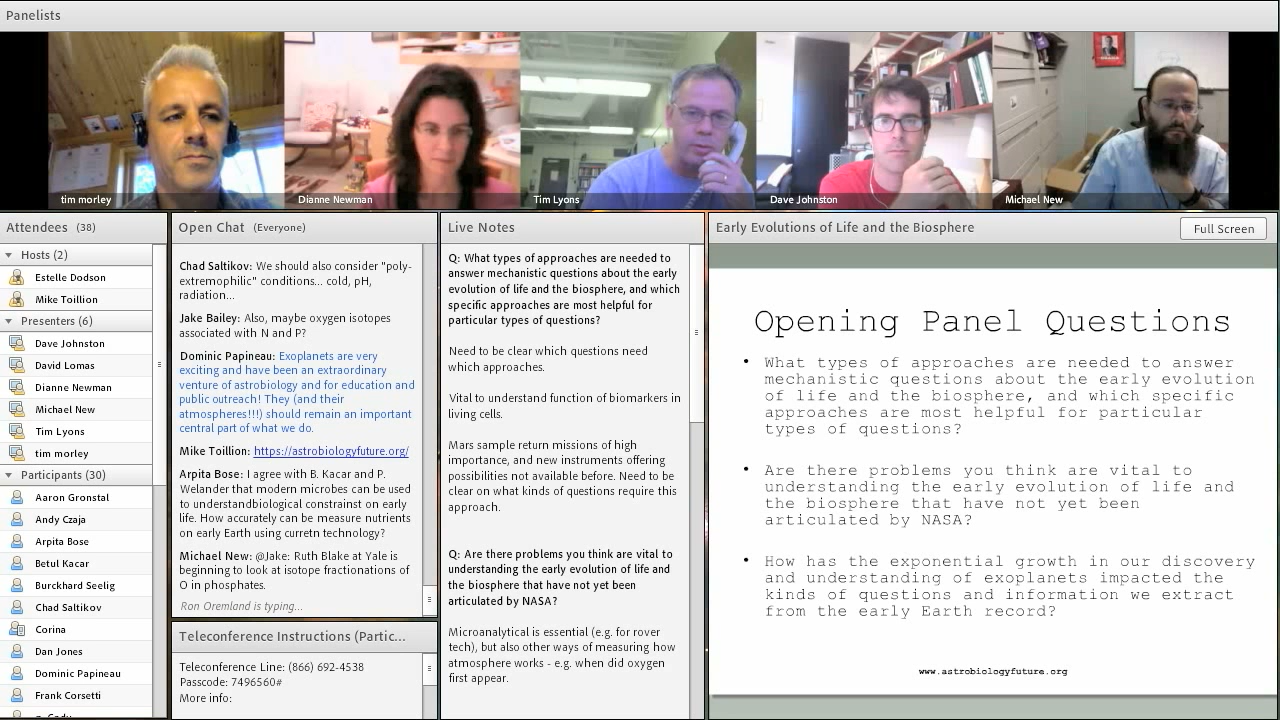 Panelists
tim morley
Dianne Newman
Tim Lyons
Dave Johnston
Michael New
Attendees (38)
Hosts (2)
Estelle Dodson
Mike Toillion
Presenters (6)
Dave Johnston
David Lomas
Dianne Newman
Michael New
Tim Lyons
tim morley
Participants (30)
Aaron Gronstal
Andy Czaja
Arpita Bose
Betul Kacar
Burckhard Seelig
Chad Saltikov
Corina
Dan Jones
Dominic Papineau
Frank Corsetti
Open Chat (Everyone)
Chad Saltikov: We should also consider "poly-
extremophilic" conditions... cold, pH,
radiation...
Jake Bailey: Also, maybe oxygen isotopes
associated with N and P?
Dominic Papineau: Exoplanets are very
exciting and have been an extraordinary
venture of astrobiology and for education and
public outreach! They (and their
atmospheres!!!) should remain an important
central part of what we do.
Mike Toillion: https://astrobiologyfuture.org/
Arpita Bose: I agree with B. Kacar and P.
Welander that modern microbes can be used
to understandbiological constrainst on early
life. How accurately can be measure nutrients
on early Earth using curretn technology?
Michael New: @Jake: Ruth Blake at Yale is
beginning to look at isotope fractionations of
O in phosphates.
Ron Oremland is typing...
Teleconference Instructions (Partic...
Teleconference Line: (866) 692-4538
Passcode: 7496560#
More info:
Live Notes
Q: What types of approaches are needed to
answer mechanistic questions about the early
evolution of life and the biosphere, and which
specific approaches are most helpful for
particular types of questions?
Need to be clear which questions need
which approaches.
Vital to understand function of biomarkers in
living cells.
Mars sample return missions of high
importance, and new instruments offering
possibilities not available before. Need to be
clear on what kinds of questions require this
approach.
Q: Are there problems you think are vital to
understanding the early evolution of life and
the biosphere that have not yet been
articulated by NASA?
Microanalytical is essential (e.g. for rover
tech), but also other ways of measuring how
atmosphere works - e.g. when did oxygen
first appear.
Early Evolutions of Life and the Biosphere
Full Screen
Opening Panel Questions
• What types of approaches are needed to answer
mechanistic questions about the early evolution
of life and the biosphere, and which specific
approaches are most helpful for particular
types of questions?
• Are there problems you think are vital to
understanding the early evolution of life and
the biosphere that have not yet been
articulated by NASA?
• How has the exponential growth in our discovery
and understanding of exoplanets impacted the
kinds of questions and information we extract
from the early Earth record?
www.astrobiologyfuture.org